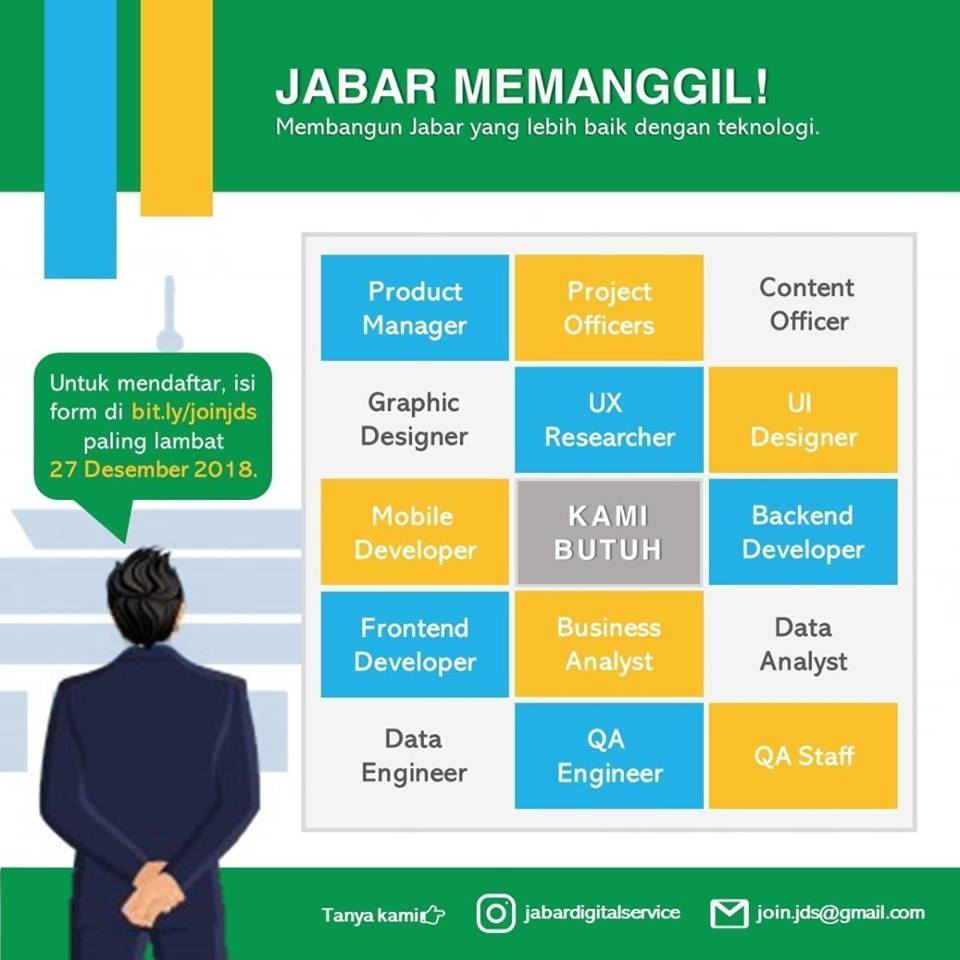 JABAR MEMANGGIL!
Membangun Jabar yang lebih baik dengan teknologi.
Untuk mendaftar, isi
form di bit.ly/joinjds
paling lambat
27 Desember 2018.
Product
Manager
Project
Officers
Content
Officer
Graphic
Designer
UX
Researcher
UI
Designer
Mobile
Developer
KAMI
BUTUH
Backend
Developer
Frontend
Developer
Business
Analyst
Data
Analyst
Data
Engineer
QA
Engineer
QA Staff
Tanya kami
jabardigitalservice
join.jds@gmail.com